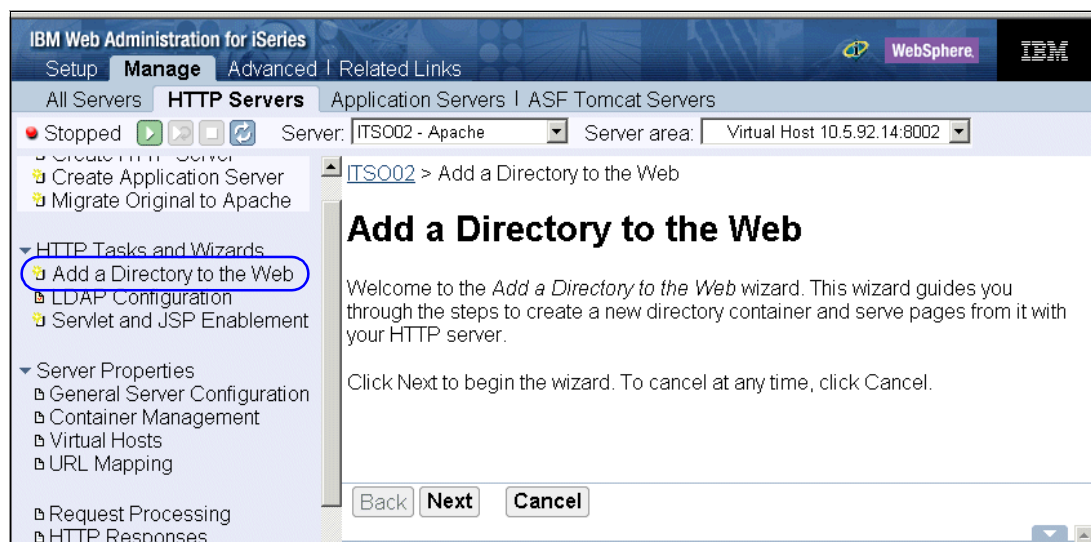 IBM Web Administration for iSeries
Setup Manage Advanced | Related Links
WebSphere.
IBM
All Servers HTTP Servers Application Servers | ASF Tomcat Servers
Stopped Server: ITSO02 - Apache Server area: Virtual Host 10.5.92.14:8002
Create HTTP Server
Create Application Server
Migrate Original to Apache
HTTP Tasks and Wizards
Add a Directory to the Web
LDAP Configuration
Servlet and JSP Enablement
Server Properties
General Server Configuration
Container Management
Virtual Hosts
URL Mapping
Request Processing
HTTP Responses
ITSO02 > Add a Directory to the Web
Add a Directory to the Web
Welcome to the Add a Directory to the Web wizard. This wizard guides you
through the steps to create a new directory container and serve pages from it with
your HTTP server.
Click Next to begin the wizard. To cancel at any time, click Cancel.
Back Next Cancel